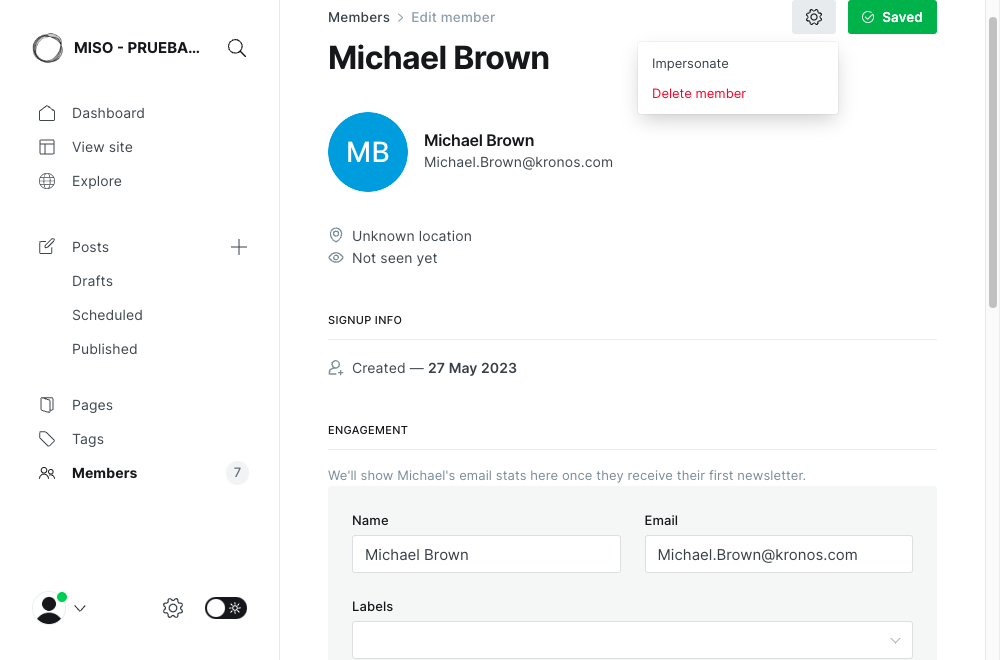 MISO - PRUEBA...
Dashboard
View site
Explore
Posts
Drafts
Scheduled
Published
Pages
Tags
Members 7
Members > Edit member
Saved
Michael Brown
Impersonate
Delete member
MB
Michael Brown
Michael.Brown@kronos.com
Unknown location
Not seen yet
SIGNUP INFO
Created — 27 May 2023
ENGAGEMENT
We'll show Michael's email stats here once they receive their first newsletter.
Name
Michael Brown
Email
Michael.Brown@kronos.com
Labels